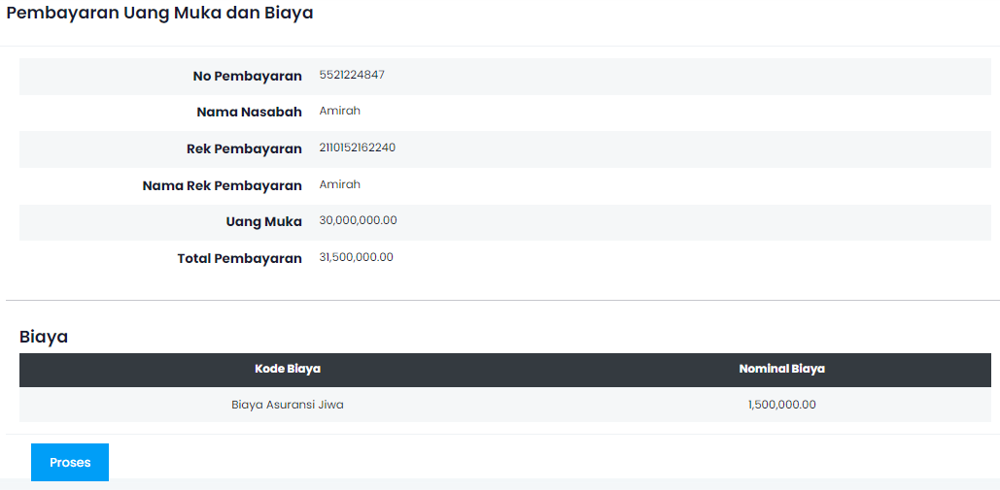 Pembayaran Uang Muka dan Biaya
No Pembayaran 5521224847
Nama Nasabah Amirah
Rek Pembayaran 2110152162240
Nama Rek Pembayaran Amirah
Uang Muka 30,000,000.00
Total Pembayaran 31,500,000.00
Biaya
Kode Biaya Nominal Biaya
Biaya Asuransi Jiwa 1,500,000.00
Proses